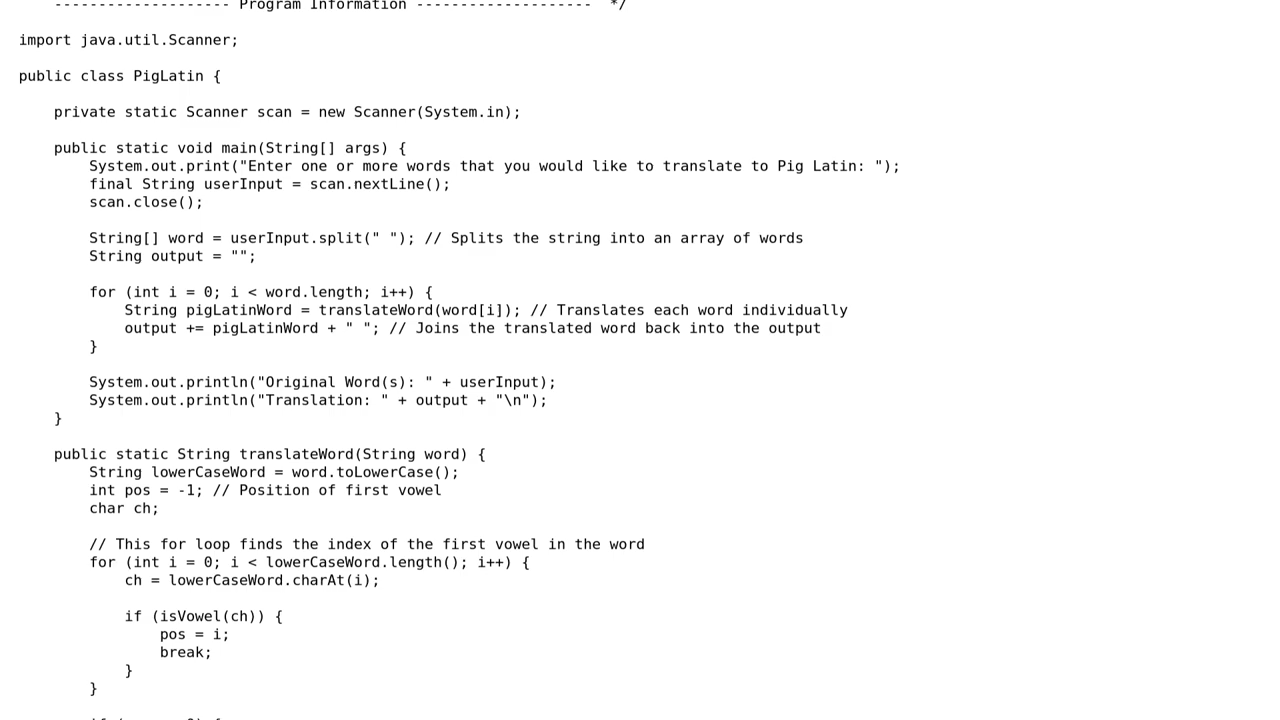 -------------------- Program Information --------------------  */

import java.util.Scanner;

public class PigLatin {

    private static Scanner scan = new Scanner(System.in);

    public static void main(String[] args) {
        System.out.print("Enter one or more words that you would like to translate to Pig Latin: ");
        final String userInput = scan.nextLine();
        scan.close();

        String[] word = userInput.split(" "); // Splits the string into an array of words
        String output = "";

        for (int i = 0; i < word.length; i++) {
            String pigLatinWord = translateWord(word[i]); // Translates each word individually
            output += pigLatinWord + " "; // Joins the translated word back into the output
        }

        System.out.println("Original Word(s): " + userInput);
        System.out.println("Translation: " + output + "\n");
    }

    public static String translateWord(String word) {
        String lowerCaseWord = word.toLowerCase();
        int pos = -1; // Position of first vowel
        char ch;

        // This for loop finds the index of the first vowel in the word
        for (int i = 0; i < lowerCaseWord.length(); i++) {
            ch = lowerCaseWord.charAt(i);

            if (isVowel(ch)) {
                pos = i;
                break;
            }
        }